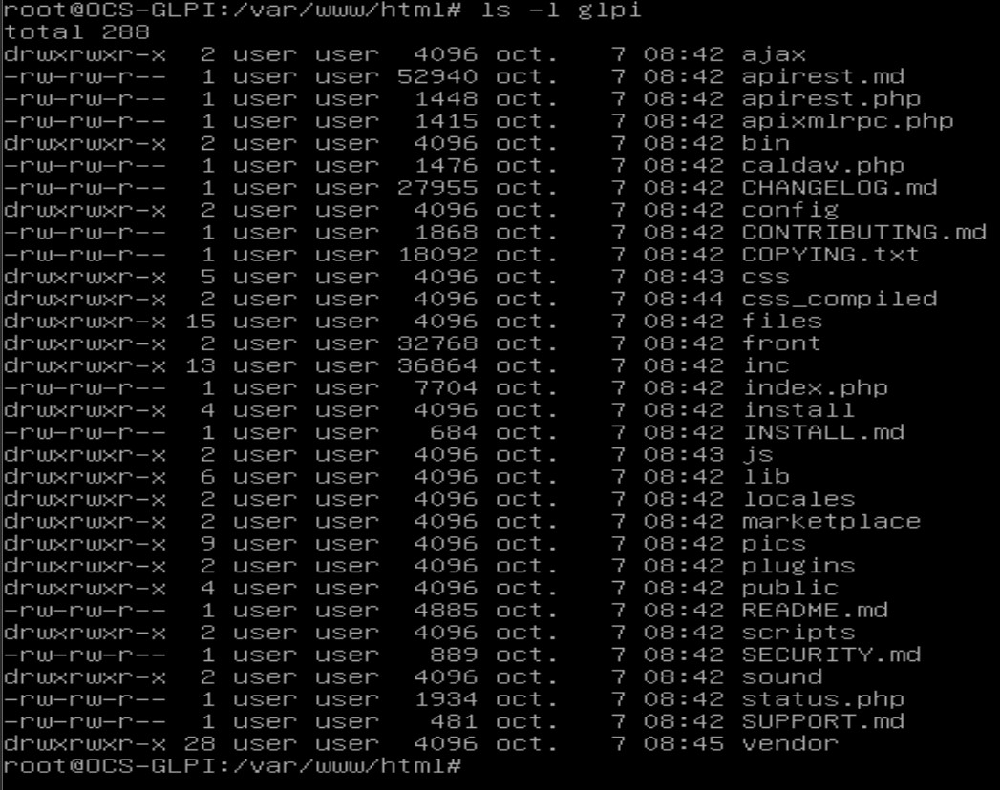 root@OCS-GLPI:/var/www/html# ls -l glpi
total 288
drwxrwxr-x  2 user user  4096 oct.   7 08:42 ajax
-rw-rw-r--  1 user user 52940 oct.   7 08:42 apirest.md
-rw-rw-r--  1 user user  1448 oct.   7 08:42 apirest.php
-rw-rw-r--  1 user user  1415 oct.   7 08:42 apixmlrpc.php
drwxrwxr-x  2 user user  4096 oct.   7 08:42 bin
-rw-rw-r--  1 user user  1476 oct.   7 08:42 caldav.php
-rw-rw-r--  1 user user 27955 oct.   7 08:42 CHANGELOG.md
drwxrwxr-x  2 user user  4096 oct.   7 08:42 config
-rw-rw-r--  1 user user  1868 oct.   7 08:42 CONTRIBUTING.md
-rw-rw-r--  1 user user 18092 oct.   7 08:42 COPYING.txt
drwxrwxr-x  5 user user  4096 oct.   7 08:43 css
drwxrwxr-x  2 user user  4096 oct.   7 08:44 css_compiled
drwxrwxr-x 15 user user  4096 oct.   7 08:42 files
drwxrwxr-x  2 user user 32768 oct.   7 08:42 front
drwxrwxr-x 13 user user 36864 oct.   7 08:42 inc
-rw-rw-r--  1 user user  7704 oct.   7 08:42 index.php
drwxrwxr-x  4 user user  4096 oct.   7 08:42 install
-rw-rw-r--  1 user user   684 oct.   7 08:42 INSTALL.md
drwxrwxr-x  2 user user  4096 oct.   7 08:43 js
drwxrwxr-x  6 user user  4096 oct.   7 08:42 lib
drwxrwxr-x  2 user user  4096 oct.   7 08:42 locales
drwxrwxr-x  2 user user  4096 oct.   7 08:42 marketplace
drwxrwxr-x  9 user user  4096 oct.   7 08:42 pics
drwxrwxr-x  2 user user  4096 oct.   7 08:42 plugins
drwxrwxr-x  4 user user  4096 oct.   7 08:42 public
-rw-rw-r--  1 user user  4885 oct.   7 08:42 README.md
drwxrwxr-x  2 user user  4096 oct.   7 08:42 scripts
-rw-rw-r--  1 user user   889 oct.   7 08:42 SECURITY.md
drwxrwxr-x  2 user user  4096 oct.   7 08:42 sound
-rw-rw-r--  1 user user  1934 oct.   7 08:42 status.php
-rw-rw-r--  1 user user   481 oct.   7 08:42 SUPPORT.md
drwxrwxr-x 28 user user  4096 oct.   7 08:45 vendor
root@OCS-GLPI:/var/www/html#